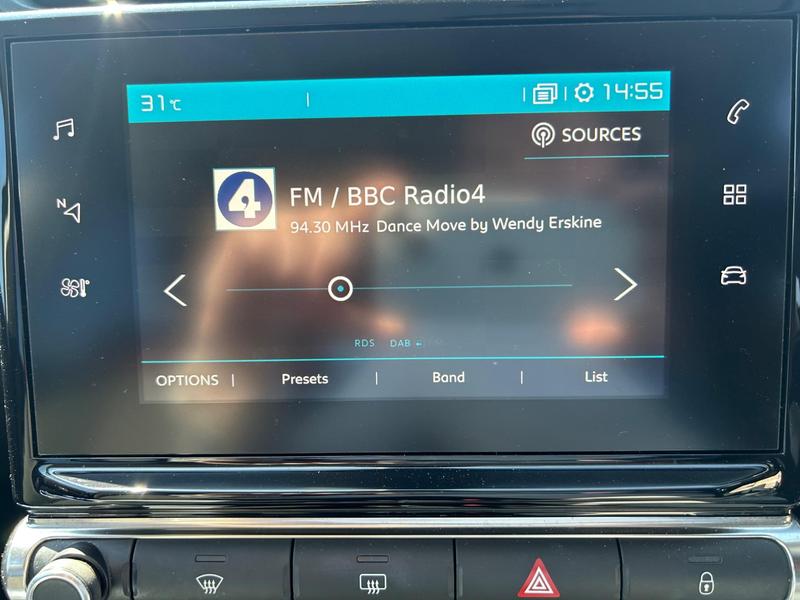 31°C
14:55
SOURCES
4
FM / BBC Radio4
94.30 MHz Dance Move by Wendy Erskine
N
RDS DAB
OPTIONS | Presets | Band | List